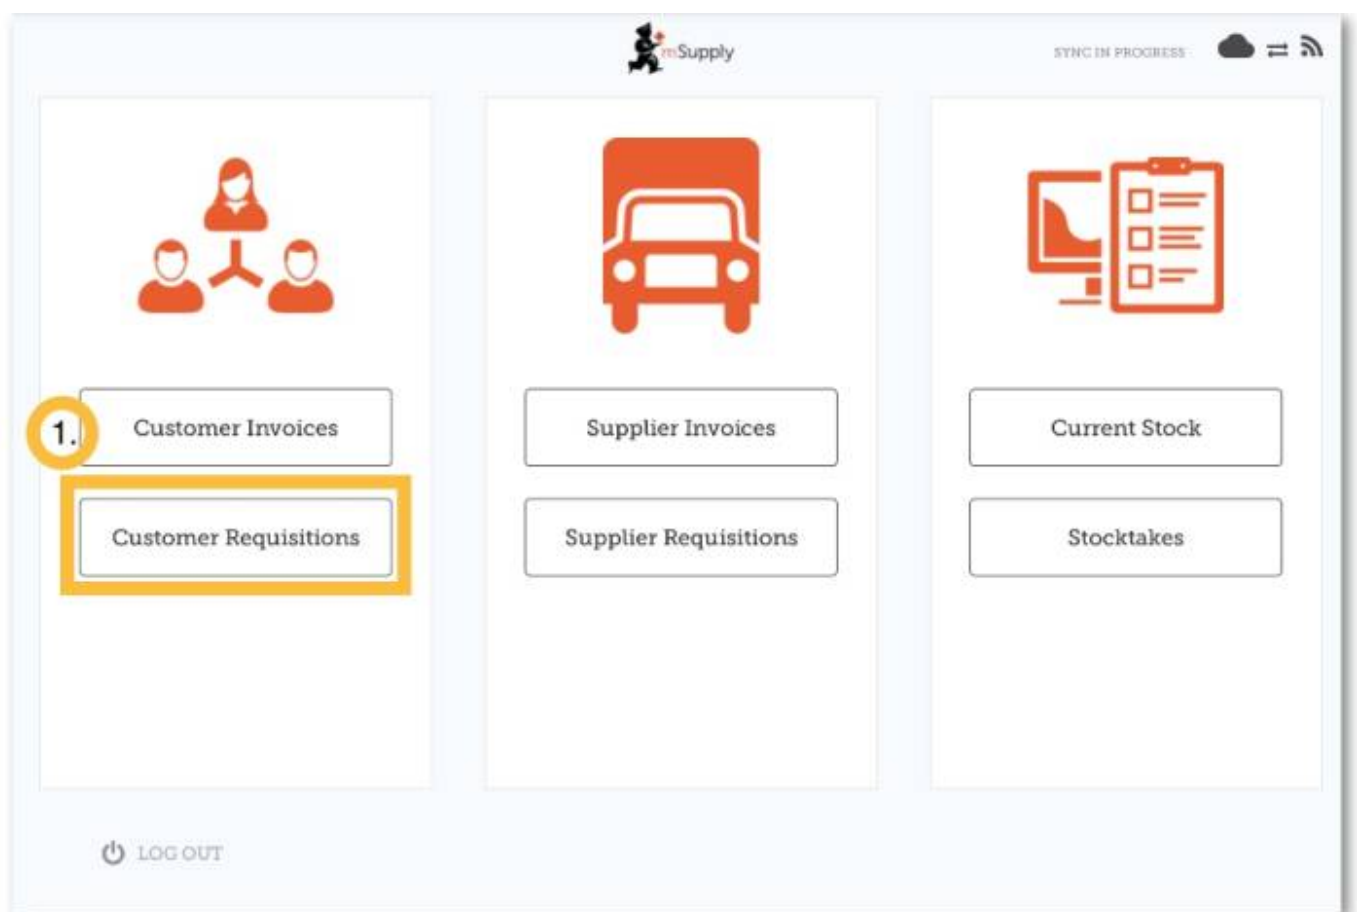 mSupply
SYNC IN PROGRESS
1.
Customer Invoices
Customer Requisitions
Supplier Invoices
Supplier Requisitions
Current Stock
Stocktakes
LOG OUT